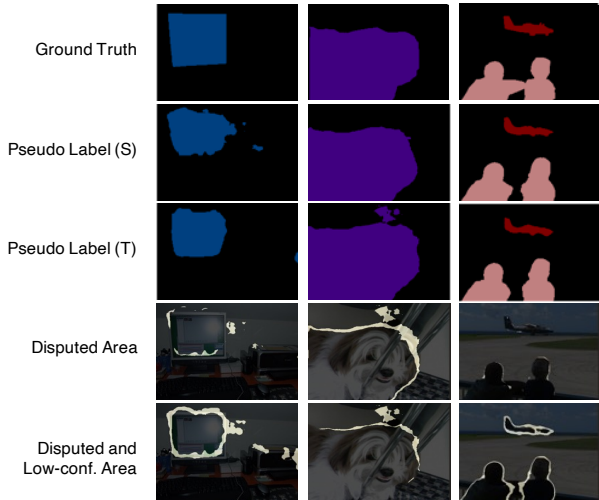 Ground Truth
Pseudo Label (S)
Pseudo Label (T)
Disputed Area
Disputed and
Low-conf. Area